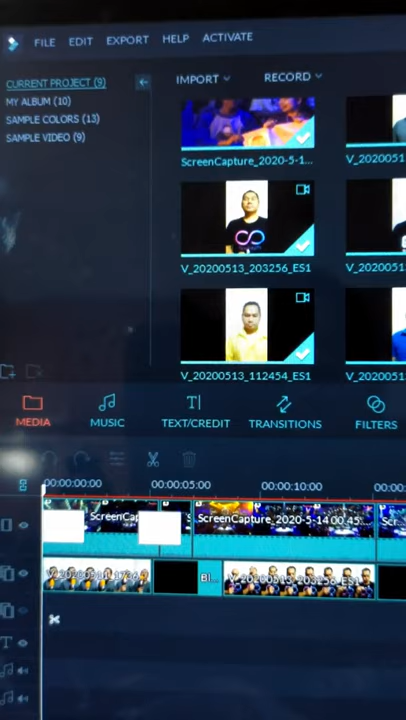 FILE EDIT EXPORT HELP ACTIVATE
CURRENT PROJECT (9)
MY ALBUM (10)
SAMPLE COLORS (13)
SAMPLE VIDEO (9)
IMPORT
RECORD
ScreenCapture_2020-5-1...
V_20200513_203256_ES1
V_20200513_112454_ES1
MEDIA
MUSIC
TEXT/CREDIT
TRANSITIONS
FILTERS
00:00:00:00
00:00:05:00
00:00:10:00
ScreenCapture_2020-5-14 00.45...
Bl...
V_20200513_203256_ES1